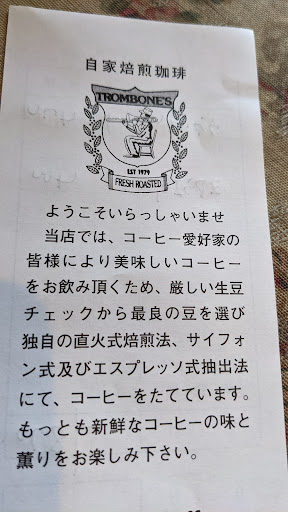 自家焙煎珈琲
TROMBONE'S
EST 1979
FRESH ROASTED
ようこそいらっしゃいませ
当店では、コーヒー愛好家の
皆様により美味しいコーヒー
をお飲み頂くため、厳しい生豆
チェックから最良の豆を選び
独自の直火式焙煎法、サイフォ
ン式及びエスプレッソ式抽出法
にて、コーヒーをたてています。
もっとも新鮮なコーヒーの味と
薫りをお楽しみ下さい。